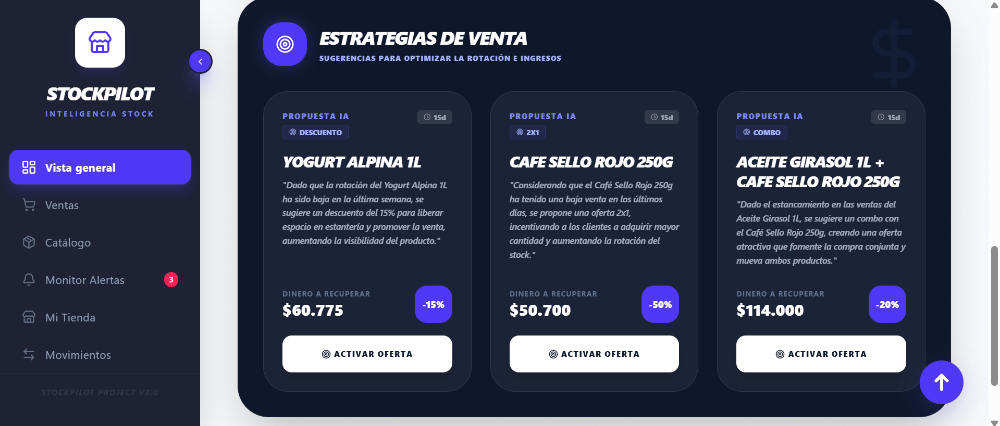 STOCKPILOT
INTELIGENCIA STOCK
Vista general
Ventas
Catálogo
Monitor Alertas 3
Mi Tienda
Movimientos
STOCKPILOT PROJECT V3.0
ESTRATEGIAS DE VENTA
SUGERENCIAS PARA OPTIMIZAR LA ROTACIÓN E INGRESOS
$
PROPUESTA IA 15d
DESCUENTO
YOGURT ALPINA 1L
"Dado que la rotación del Yogurt Alpina 1L
ha sido baja en la última semana, se
sugiere un descuento del 15% para liberar
espacio en estantería y promover la venta,
aumentando la visibilidad del producto."
DINERO A RECUPERAR
$60.775 -15%
ACTIVAR OFERTA
PROPUESTA IA 15d
2X1
CAFE SELLO ROJO 250G
"Considerando que el Café Sello Rojo 250g
ha tenido una baja venta en los últimos
días, se propone una oferta 2x1,
incentivando a los clientes a adquirir mayor
cantidad y aumentando la rotación del
stock."
DINERO A RECUPERAR
$50.700 -50%
ACTIVAR OFERTA
PROPUESTA IA 15d
COMBO
ACEITE GIRASOL 1L +
CAFE SELLO ROJO 250G
"Dado el estancamiento en las ventas del
Aceite Girasol 1L, se sugiere un combo con
el Café Sello Rojo 250g, creando una oferta
atractiva que fomente la compra conjunta y
mueva ambos productos."
DINERO A RECUPERAR
$114.000 -20%
ACTIVAR OFERTA